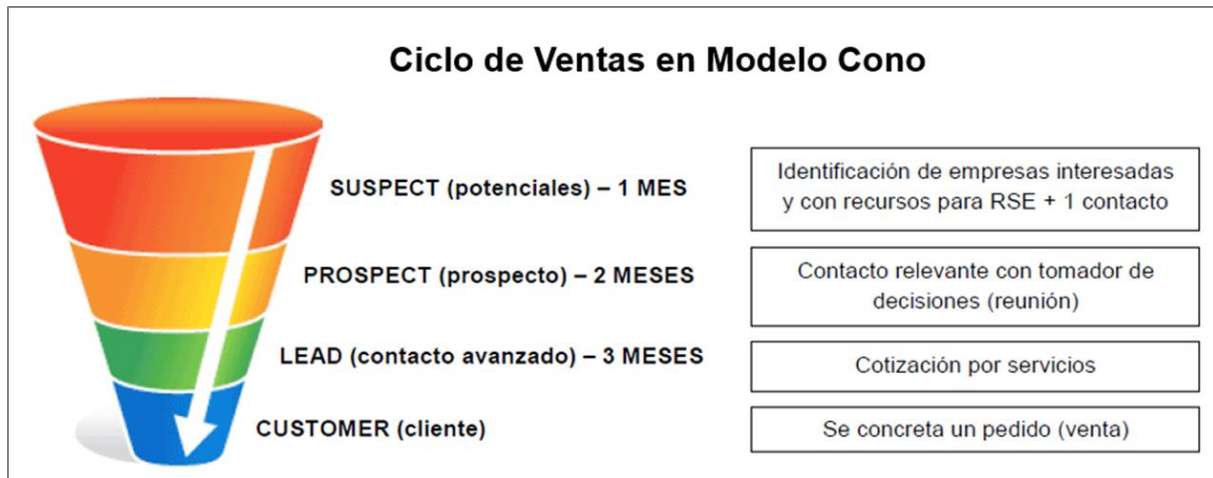 Ciclo de Ventas en Modelo Cono
SUSPECT (potenciales) – 1 MES
Identificación de empresas interesadas
y con recursos para RSE + 1 contacto
PROSPECT (prospecto) – 2 MESES
Contacto relevante con tomador de
decisiones (reunión)
LEAD (contacto avanzado) – 3 MESES
Cotización por servicios
CUSTOMER (cliente)
Se concreta un pedido (venta)